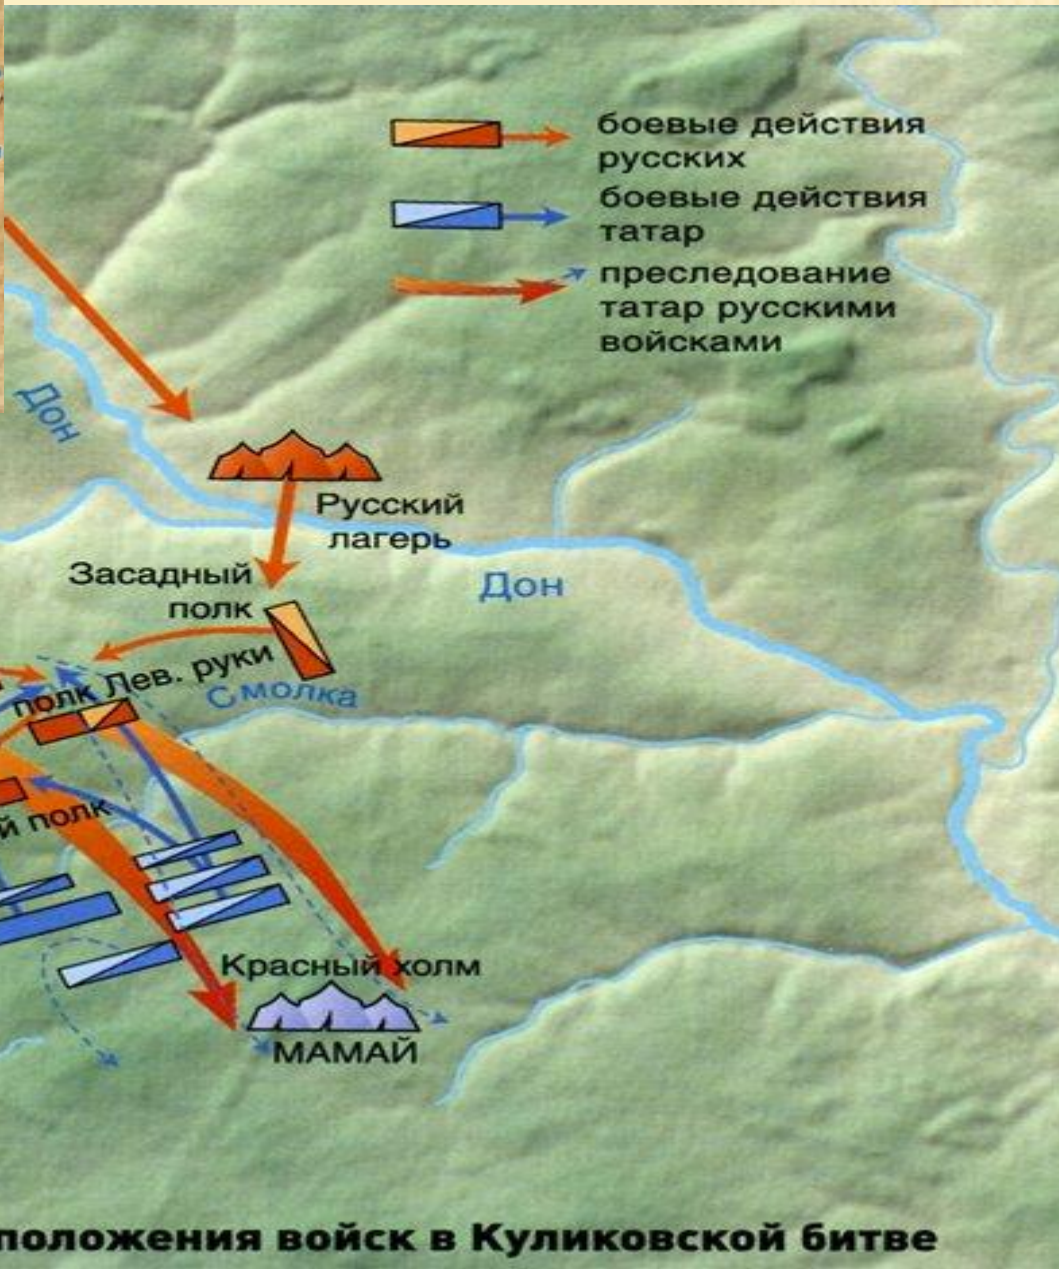 боевые действия
русских
боевые действия
татар
преследование
татар русскими
войсками
Дон
Русский
лагерь
Засадный
полк
Дон
полк Лев. руки
Смолка
й полк
Красный холм
МАМАЙ
положения войск в Куликовской битве